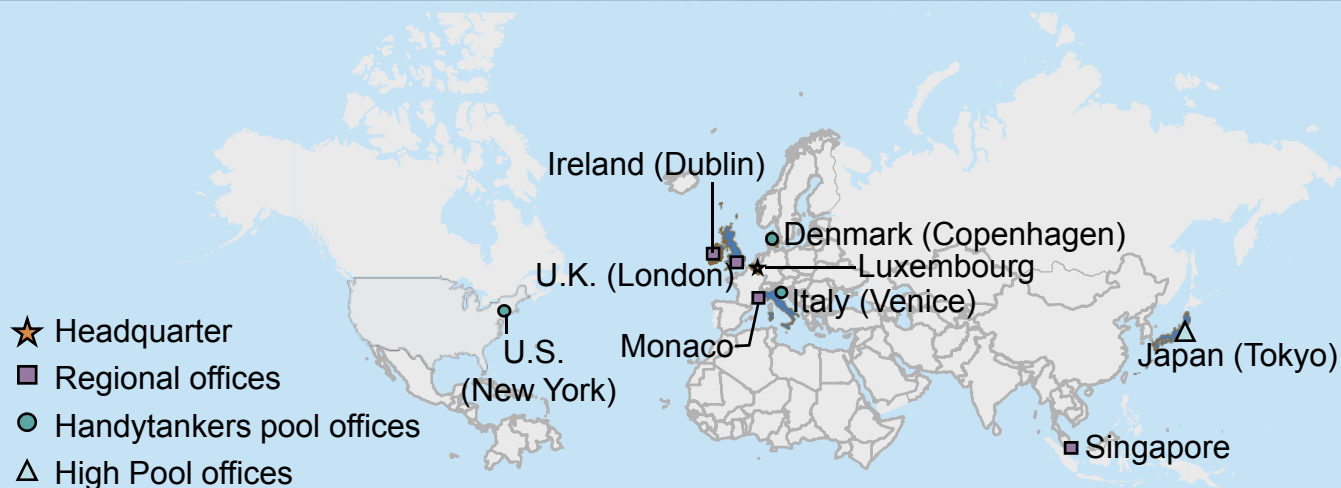 Ireland (Dublin)
Denmark (Copenhagen)
U.K. (London)
Luxembourg
Italy (Venice)
Monaco
U.S.
(New York)
Japan (Tokyo)
Singapore
Headquarter
Regional offices
Handytankers pool offices
High Pool offices